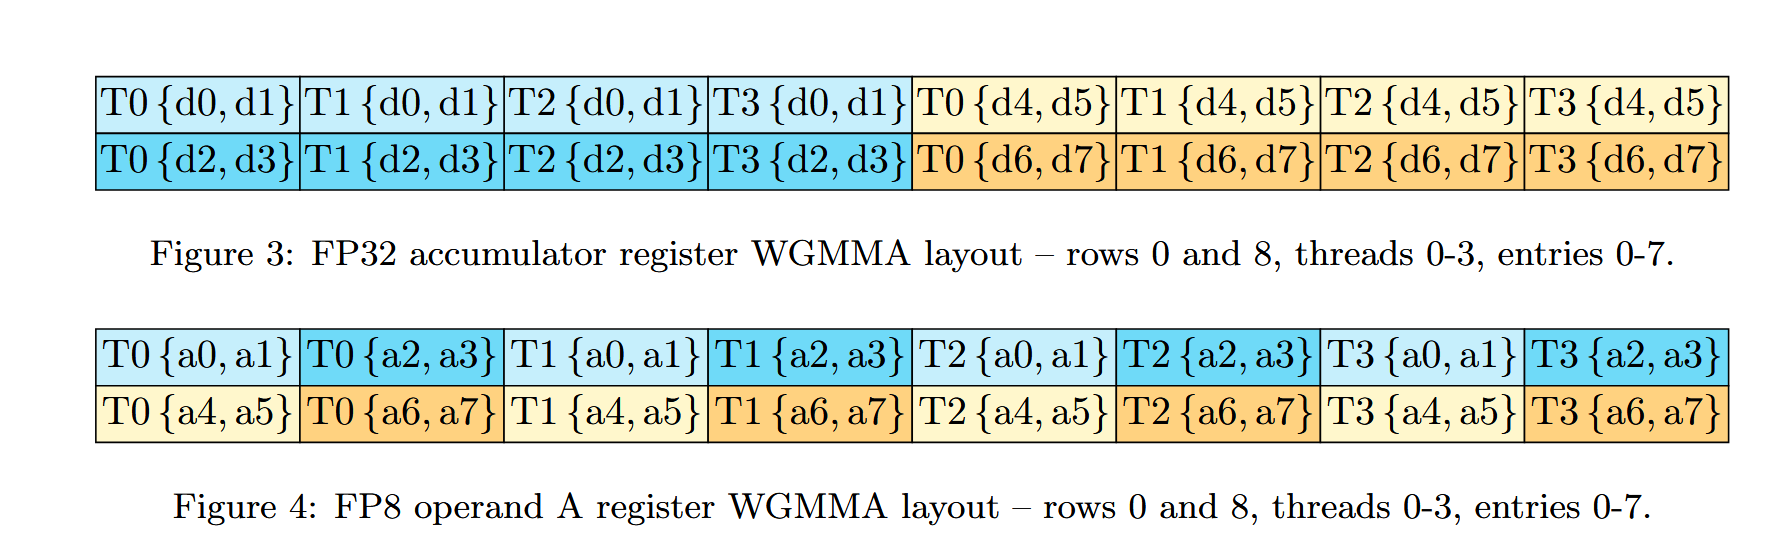 T0 {d0, d1} T1 {d0, d1} T2 {d0, d1} T3 {d0, d1} T0 {d4, d5} T1 {d4, d5} T2 {d4, d5} T3 {d4, d5}
T0 {d2, d3} T1 {d2, d3} T2 {d2, d3} T3 {d2, d3} T0 {d6, d7} T1 {d6, d7} T2 {d6, d7} T3 {d6, d7}
Figure 3: FP32 accumulator register WGMMA layout – rows 0 and 8, threads 0-3, entries 0-7.
T0 {a0, a1} T0 {a2, a3} T1 {a0, a1} T1 {a2, a3} T2 {a0, a1} T2 {a2, a3} T3 {a0, a1} T3 {a2, a3}
T0 {a4, a5} T0 {a6, a7} T1 {a4, a5} T1 {a6, a7} T2 {a4, a5} T2 {a6, a7} T3 {a4, a5} T3 {a6, a7}
Figure 4: FP8 operand A register WGMMA layout – rows 0 and 8, threads 0-3, entries 0-7.